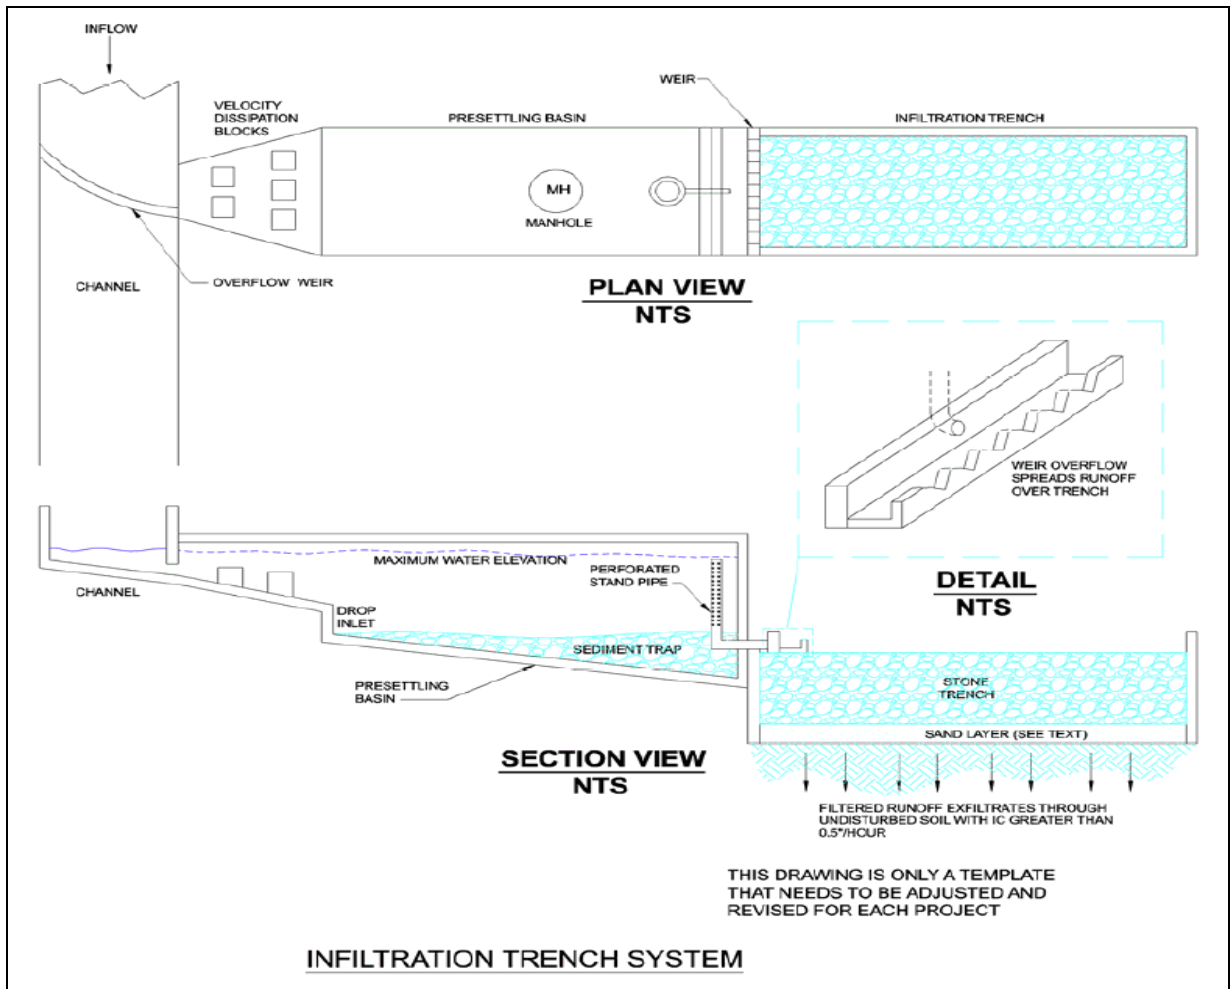 INFLOW
WEIR
VELOCITY
DISSIPATION
BLOCKS
PRESETTLING BASIN
INFILTRATION TRENCH
MH
MANHOLE
CHANNEL
OVERFLOW WEIR
PLAN VIEW
NTS
WEIR OVERFLOW
SPREADS RUNOFF
OVER TRENCH
DETAIL
NTS
MAXIMUM WATER ELEVATION
PERFORATED
STAND PIPE
CHANNEL
DROP
INLET
SEDIMENT TRAP
PRESETTLING
BASIN
STONE
TRENCH
SAND LAYER (SEE TEXT)
SECTION VIEW
NTS
FILTERED RUNOFF EXFILTRATES THROUGH
UNDISTURBED SOIL WITH IC GREATER THAN
0.5"/HOUR
THIS DRAWING IS ONLY A TEMPLATE
THAT NEEDS TO BE ADJUSTED AND
REVISED FOR EACH PROJECT
INFILTRATION TRENCH SYSTEM